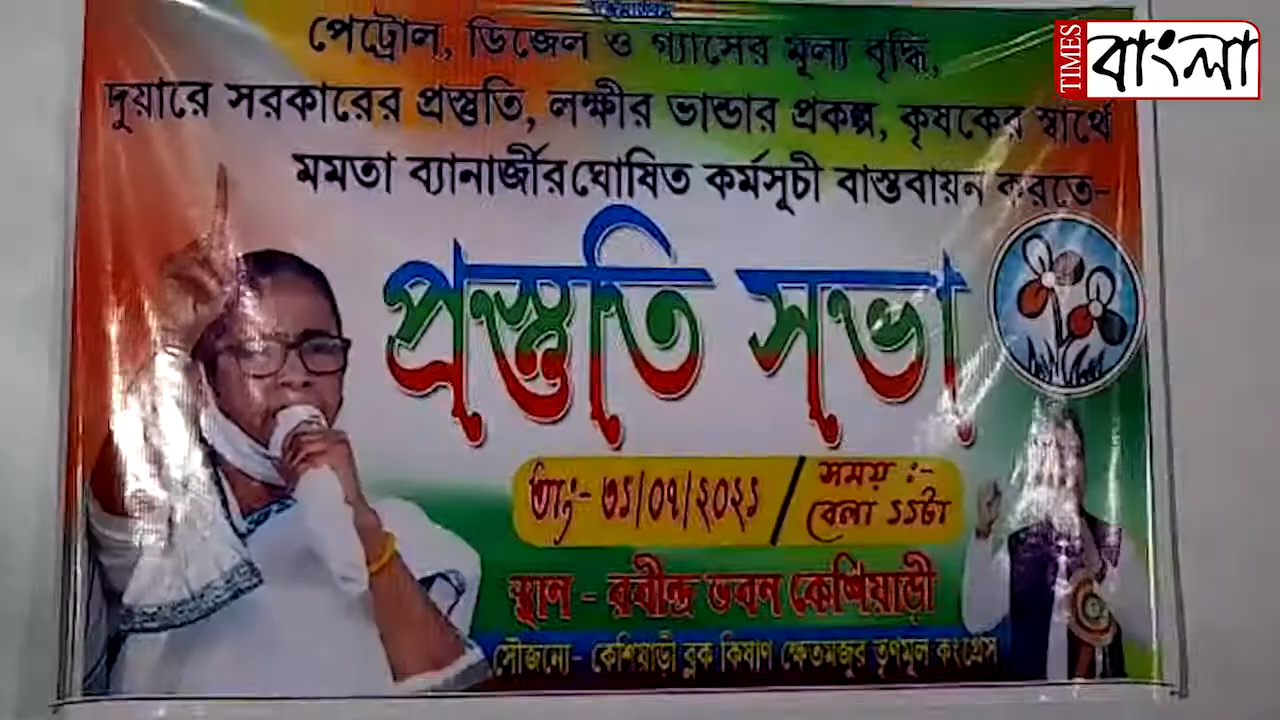 TIMES বাংলা
পেট্রোল, ডিজেল ও গ্যাসের মূল্য বৃদ্ধি,
দুয়ারে সরকারের প্রস্তুতি, লক্ষীর ভান্ডার প্রকল্প, কৃষকের স্বার্থে
মমতা ব্যানার্জীর ঘোষিত কর্মসূচী বাস্তবায়ন করতে-
প্রস্তুতি সভা
তাং:- ৩১/০৭/২০২১ / সময় :-
বেলা ১১টা
স্থান - রবীন্দ্র ভবন কেশিয়াড়ী
সৌজন্যে- কেশিয়াড়ী ব্লক কিষাণ ক্ষেতমজুর তৃণমূল কংগ্রেস